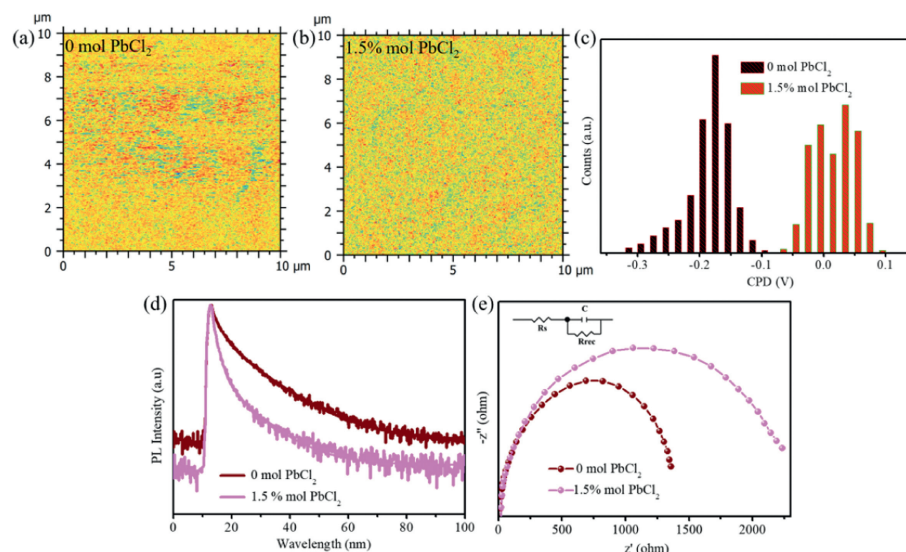 µm
(a)
0 mol PbCl₂
10
8
6
4
2
0
0
5
10
µm
µm
(b)
1.5% mol PbCl₂
10
8
6
4
2
0
0
5
10
µm
(c)
0 mol PbCl₂
1.5% mol PbCl₂
Counts (a.u.)
-0.3
-0.2
-0.1
0.0
0.1
CPD (V)
(d)
PL Intensity (a.u)
0 mol PbCl₂
1.5 % mol PbCl₂
0
20
40
60
80
100
Wavelength (nm)
(e)
Rs
C
Rrec
-z'' (ohm)
0 mol PbCl₂
1.5% mol PbCl₂
0
500
1000
1500
2000
z' (ohm)